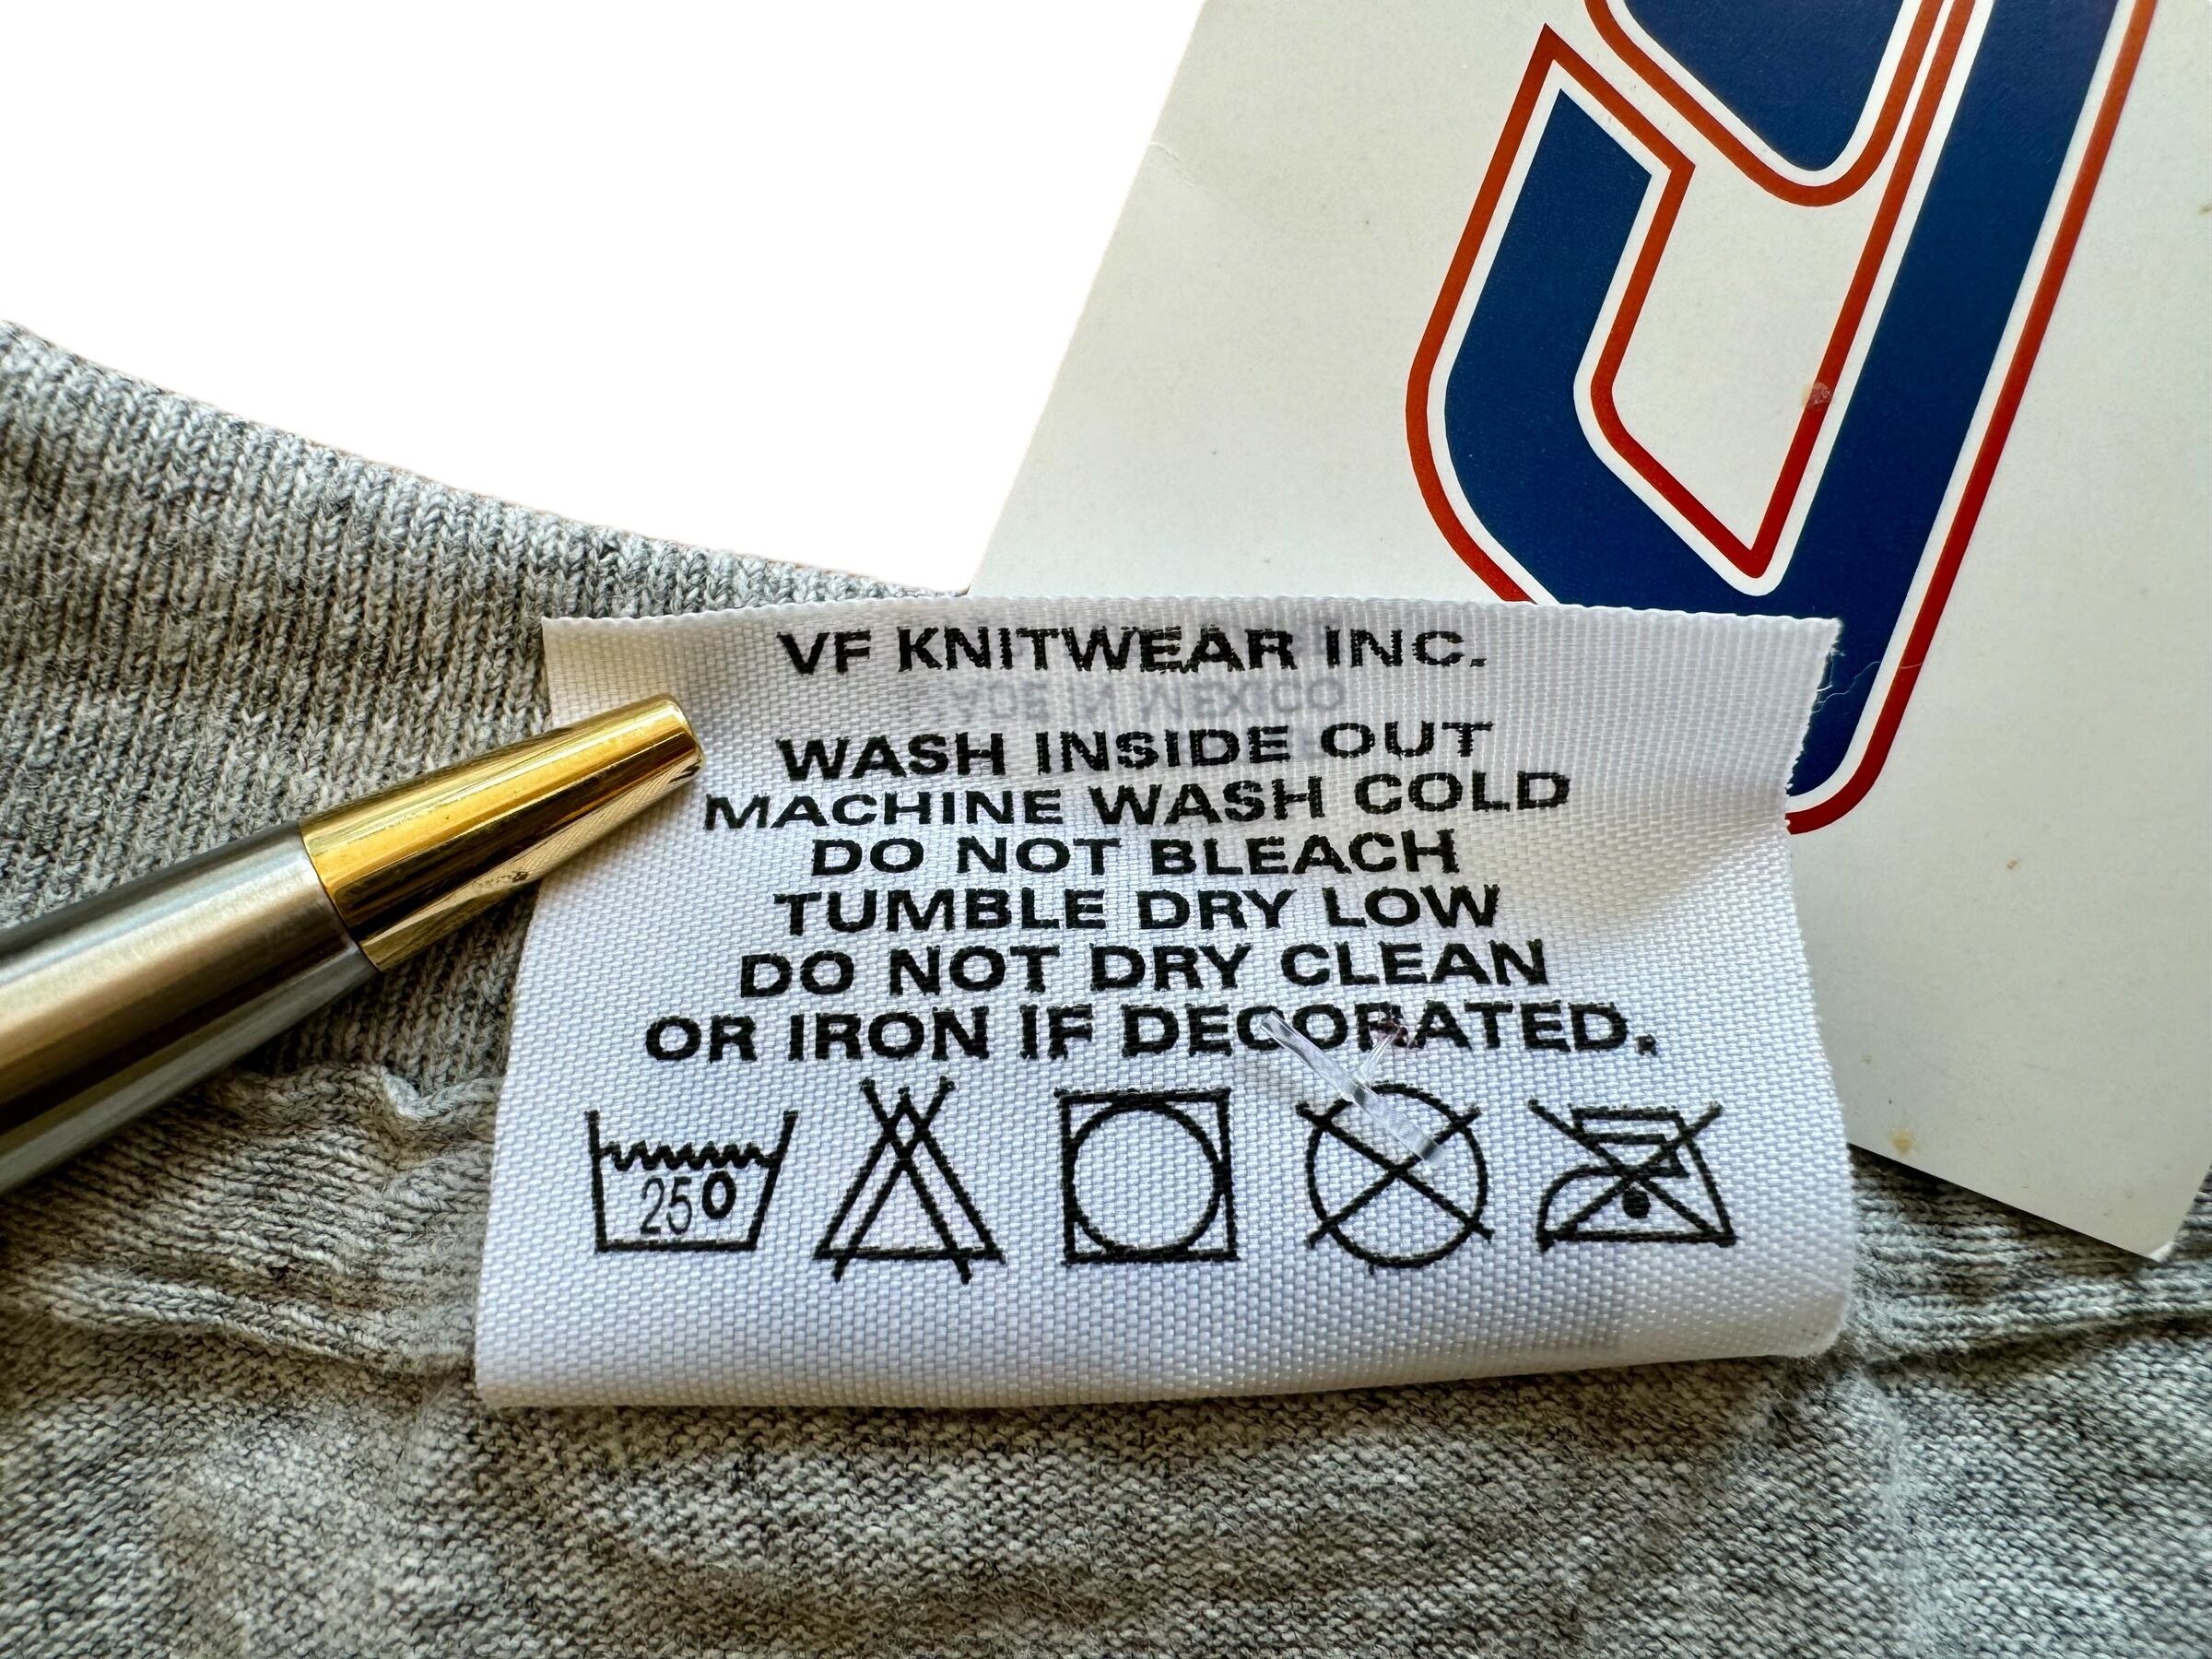 VF KNITWEAR INC.
WASH INSIDE OUT
MACHINE WASH COLD
DO NOT BLEACH
TUMBLE DRY LOW
DO NOT DRY CLEAN
OR IRON IF DECORATED.
25º